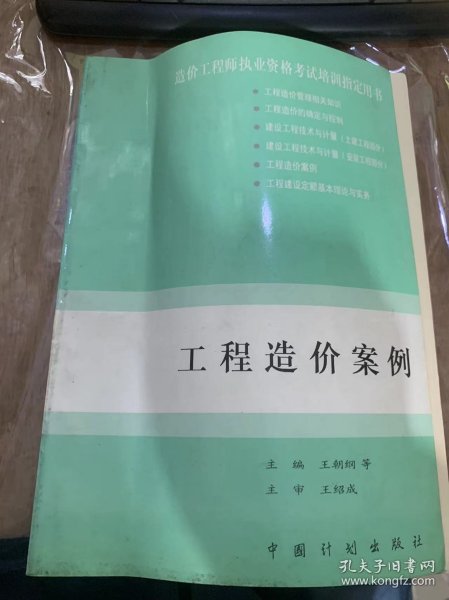 造价工程师执业资格考试培训指定用书
● 工程造价管理相关知识
● 工程造价的确定与控制
● 建设工程技术与计量（土建工程部分）
● 建设工程技术与计量（安装工程部分）
● 工程造价案例
● 工程建设定额基本理论与实务
工程造价案例
主 编 王朝纲 等
主 审 王绍成
中国计划出版社
孔夫子旧书网
www.kongfz.com